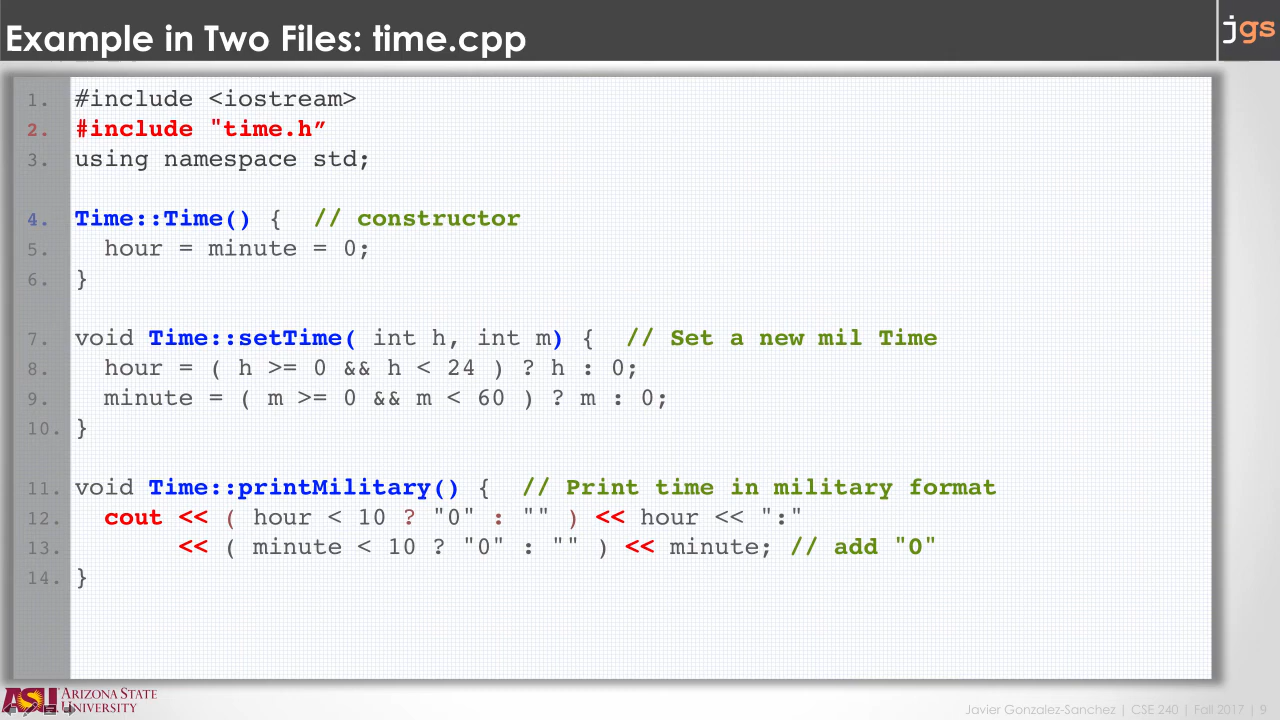 Example in Two Files: time.cpp
jgs
1. #include <iostream>
2. #include "time.h”
3. using namespace std;
4. Time::Time() {  // constructor
5.   hour = minute = 0;
6. }
7. void Time::setTime( int h, int m) {  // Set a new mil Time
8.   hour = ( h >= 0 && h < 24 ) ? h : 0;
9.   minute = ( m >= 0 && m < 60 ) ? m : 0;
10. }
11. void Time::printMilitary() {  // Print time in military format
12.   cout << ( hour < 10 ? "0" : "" ) << hour << ":"
13.        << ( minute < 10 ? "0" : "" ) << minute; // add "0"
14. }
ASU ARIZONA STATE
UNIVERSITY
Javier Gonzalez-Sanchez | CSE 240 | Fall 2017 | 9